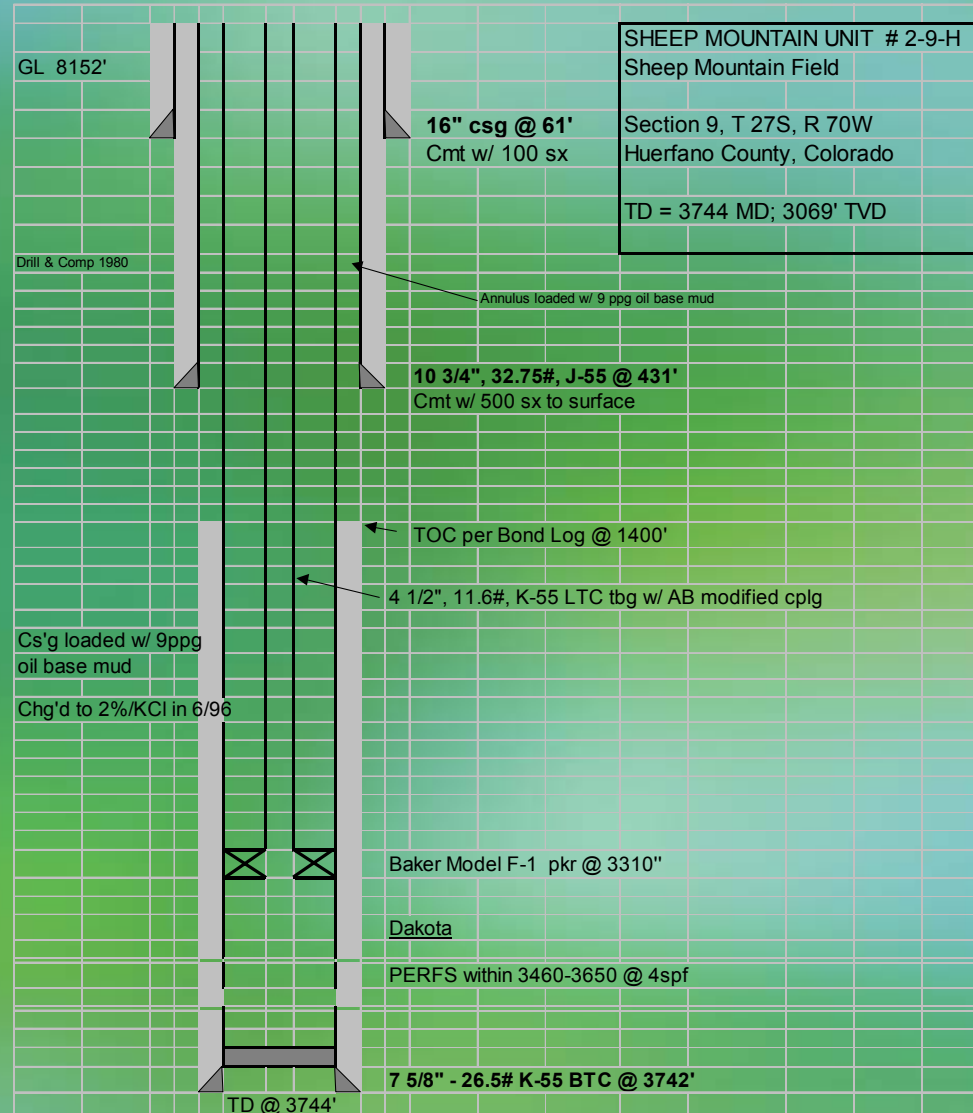 SHEEP MOUNTAIN UNIT # 2-9-H
Sheep Mountain Field
Section 9, T 27S, R 70W
Huerfano County, Colorado
TD = 3744 MD; 3069' TVD
GL 8152'
16" csg @ 61'
Cmt w/ 100 sx
Drill & Comp 1980
Annulus loaded w/ 9 ppg oil base mud
10 3/4", 32.75#, J-55 @ 431'
Cmt w/ 500 sx to surface
TOC per Bond Log @ 1400'
4 1/2", 11.6#, K-55 LTC tbg w/ AB modified cplg
Cs'g loaded w/ 9ppg
oil base mud
Chg'd to 2%/KCl in 6/96
Baker Model F-1 pkr @ 3310"
Dakota
PERFS within 3460-3650 @ 4spf
7 5/8" - 26.5# K-55 BTC @ 3742'
TD @ 3744'